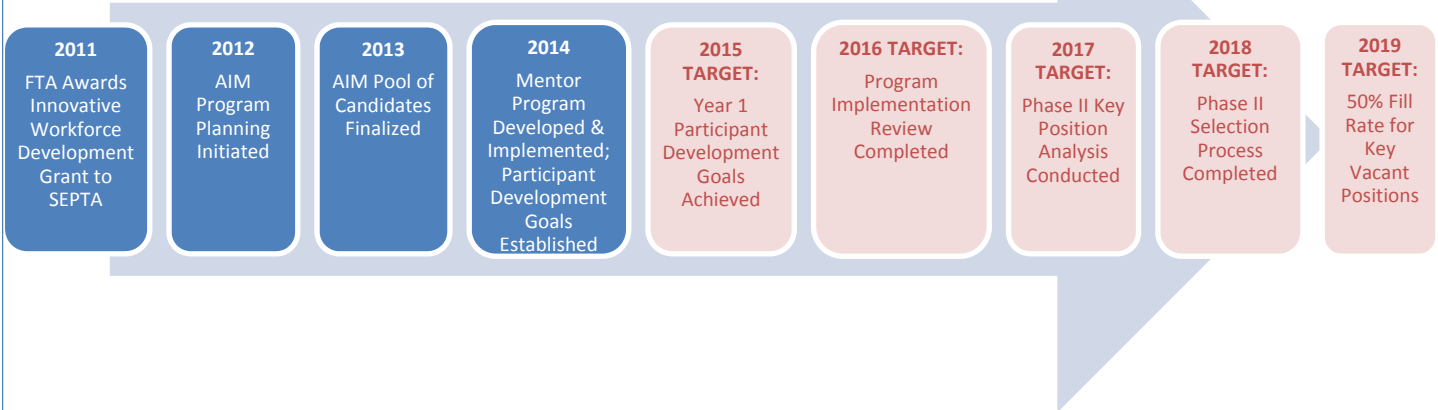 2011
FTA Awards
Innovative
Workforce
Development
Grant to
SEPTA
2012
AIM
Program
Planning
Initiated
2013
AIM Pool of
Candidates
Finalized
2014
Mentor
Program
Developed &
Implemented;
Participant
Development
Goals
Established
2015
TARGET:
Year 1
Participant
Development
Goals
Achieved
2016 TARGET:
Program
Implementation
Review
Completed
2017
TARGET:
Phase II Key
Position
Analysis
Conducted
2018
TARGET:
Phase II
Selection
Process
Completed
2019
TARGET:
50% Fill
Rate for
Key
Vacant
Positions